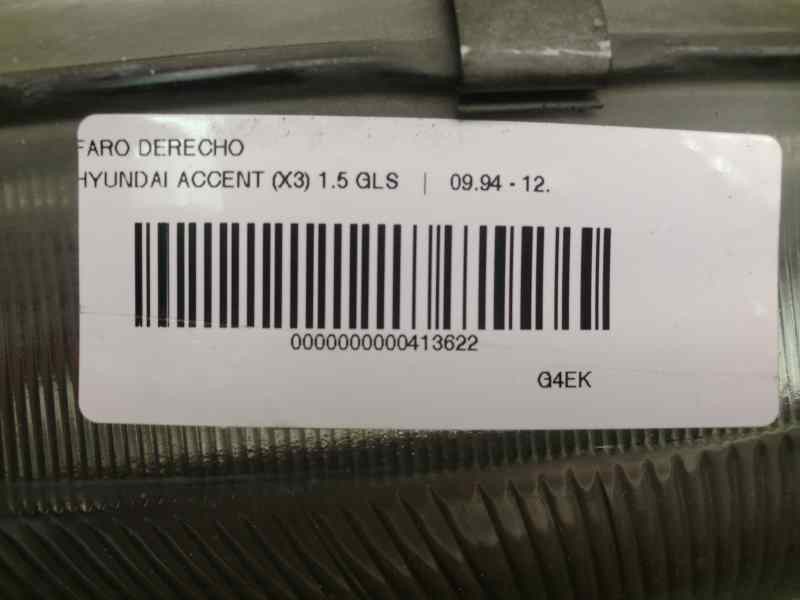 FARO DERECHO
HYUNDAI ACCENT (X3) 1.5 GLS | 09.94 - 12.
0000000000413622
G4EK